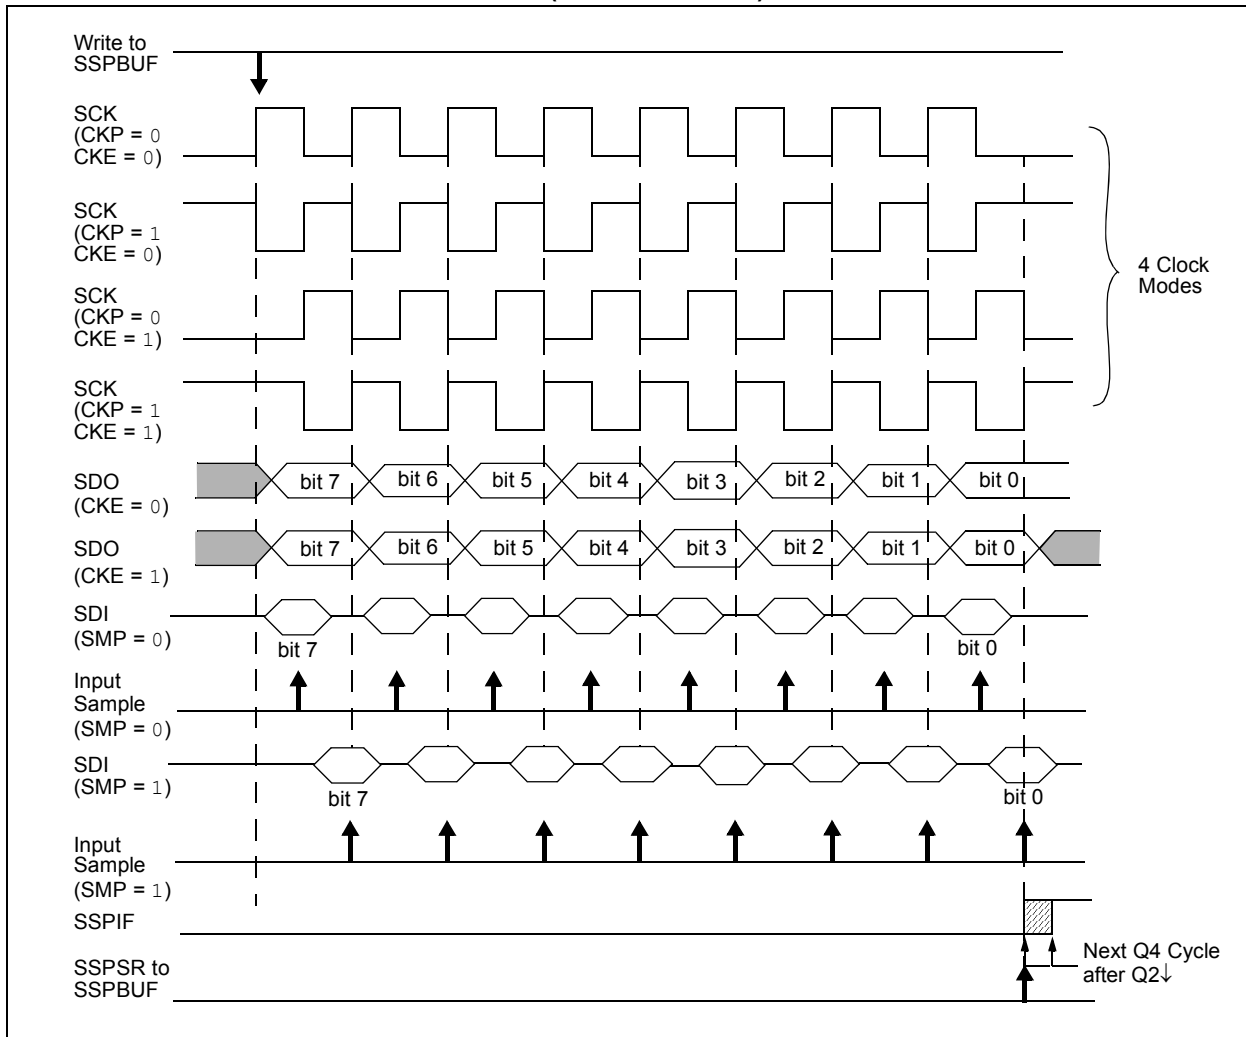 Write to
SSPBUF
SCK
(CKP = 0
CKE = 0)
SCK
(CKP = 1
CKE = 0)
SCK
(CKP = 0
CKE = 1)
SCK
(CKP = 1
CKE = 1)
4 Clock
Modes
SDO
(CKE = 0)
bit 7 bit 6 bit 5 bit 4 bit 3 bit 2 bit 1 bit 0
SDO
(CKE = 1)
bit 7 bit 6 bit 5 bit 4 bit 3 bit 2 bit 1 bit 0
SDI
(SMP = 0)
bit 7 bit 0
Input
Sample
(SMP = 0)
SDI
(SMP = 1)
bit 7 bit 0
Input
Sample
(SMP = 1)
SSPIF
Next Q4 Cycle
after Q2↓
SSPSR to
SSPBUF